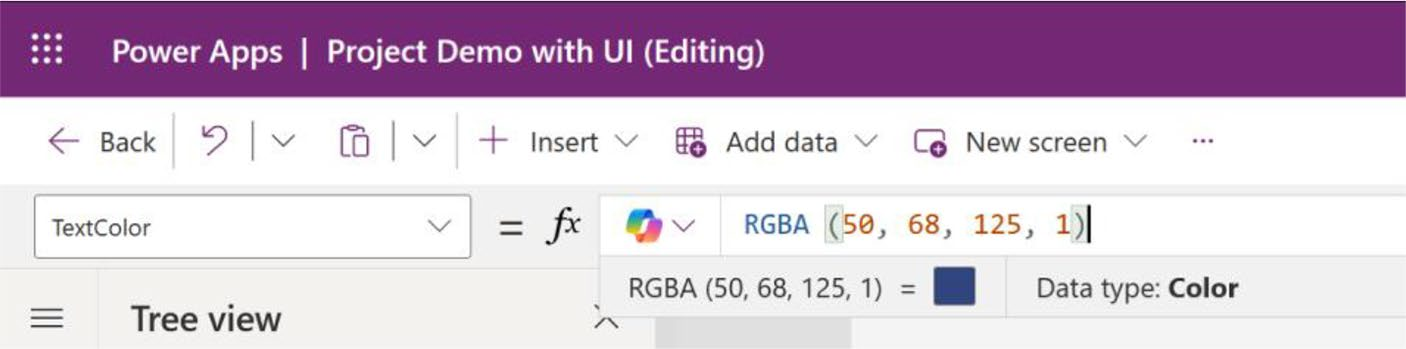 Power Apps | Project Demo with UI (Editing)
Back Insert Add data New screen ...
TextColor = fx RGBA (50, 68, 125, 1)
RGBA (50, 68, 125, 1) = Data type: Color
Tree view